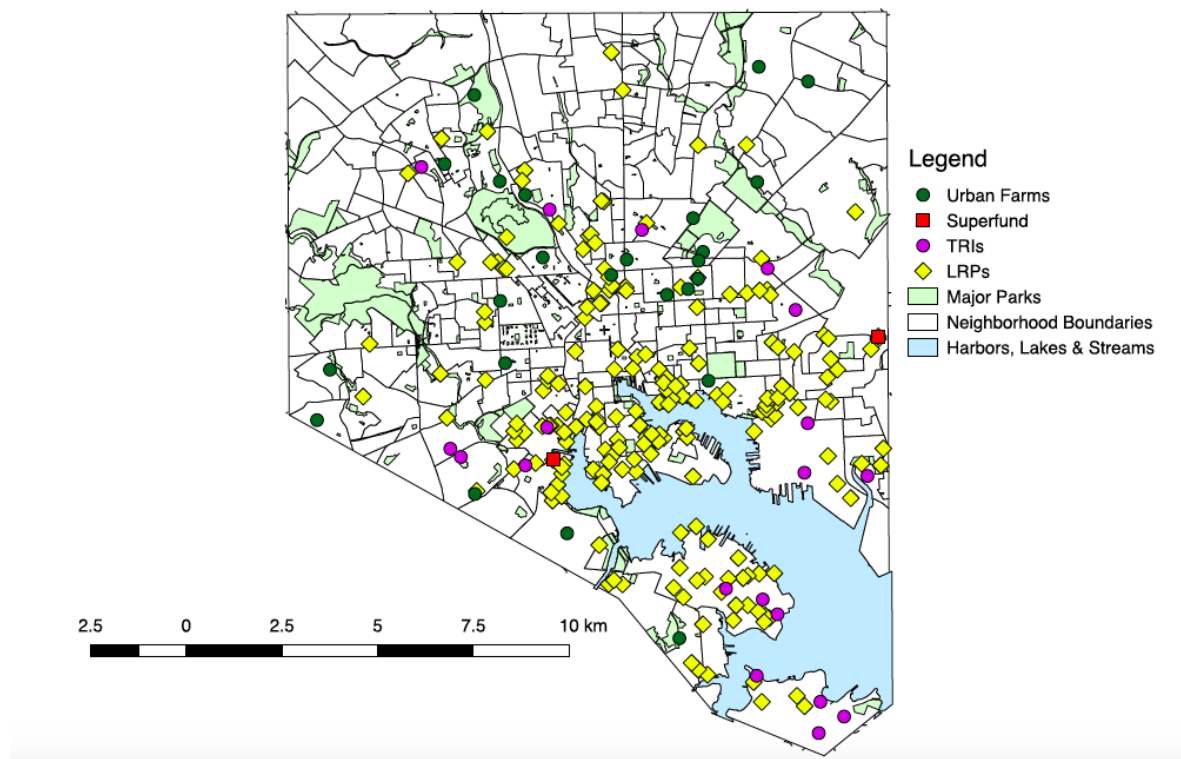 Legend
Urban Farms
Superfund
TRIs
LRPs
Major Parks
Neighborhood Boundaries
Harbors, Lakes & Streams
2.5 0 2.5 5 7.5 10 km